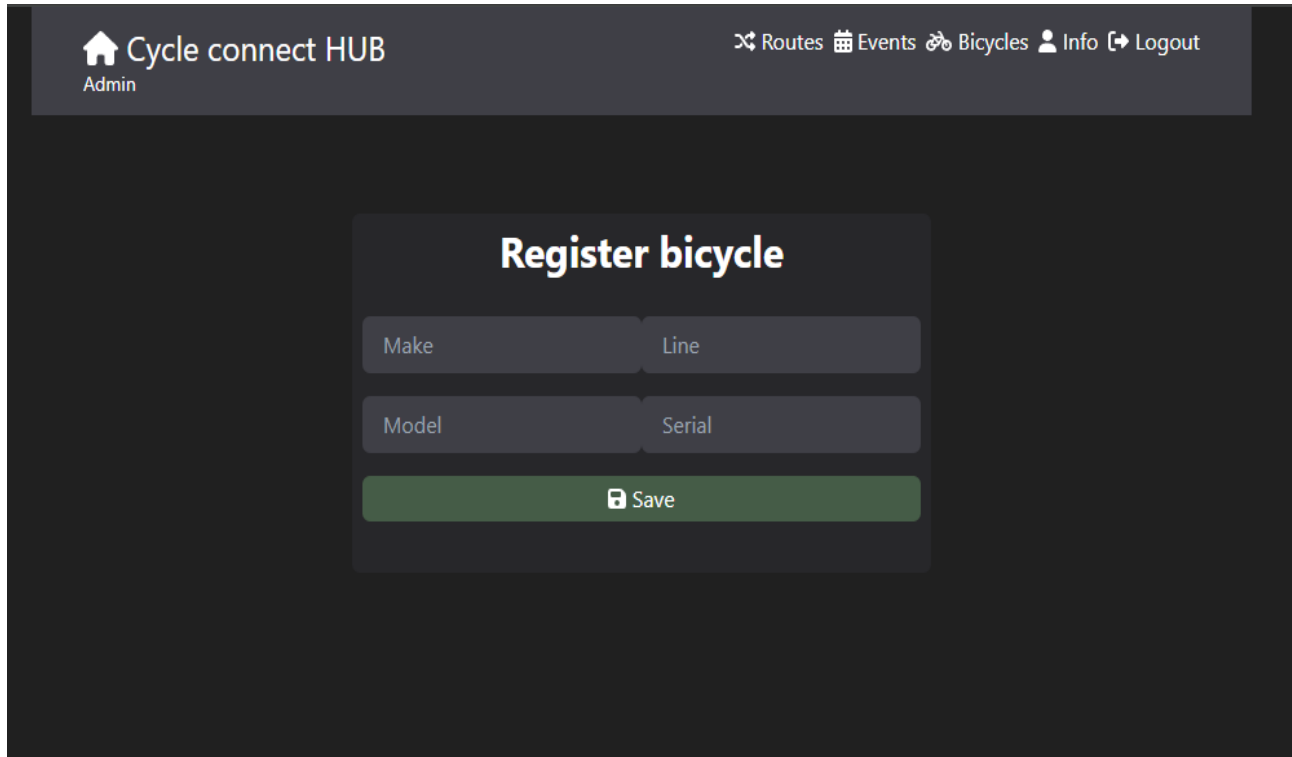 Cycle connect HUB
Admin
Routes Events Bicycles Info Logout
Register bicycle
Make Line
Model Serial
Save